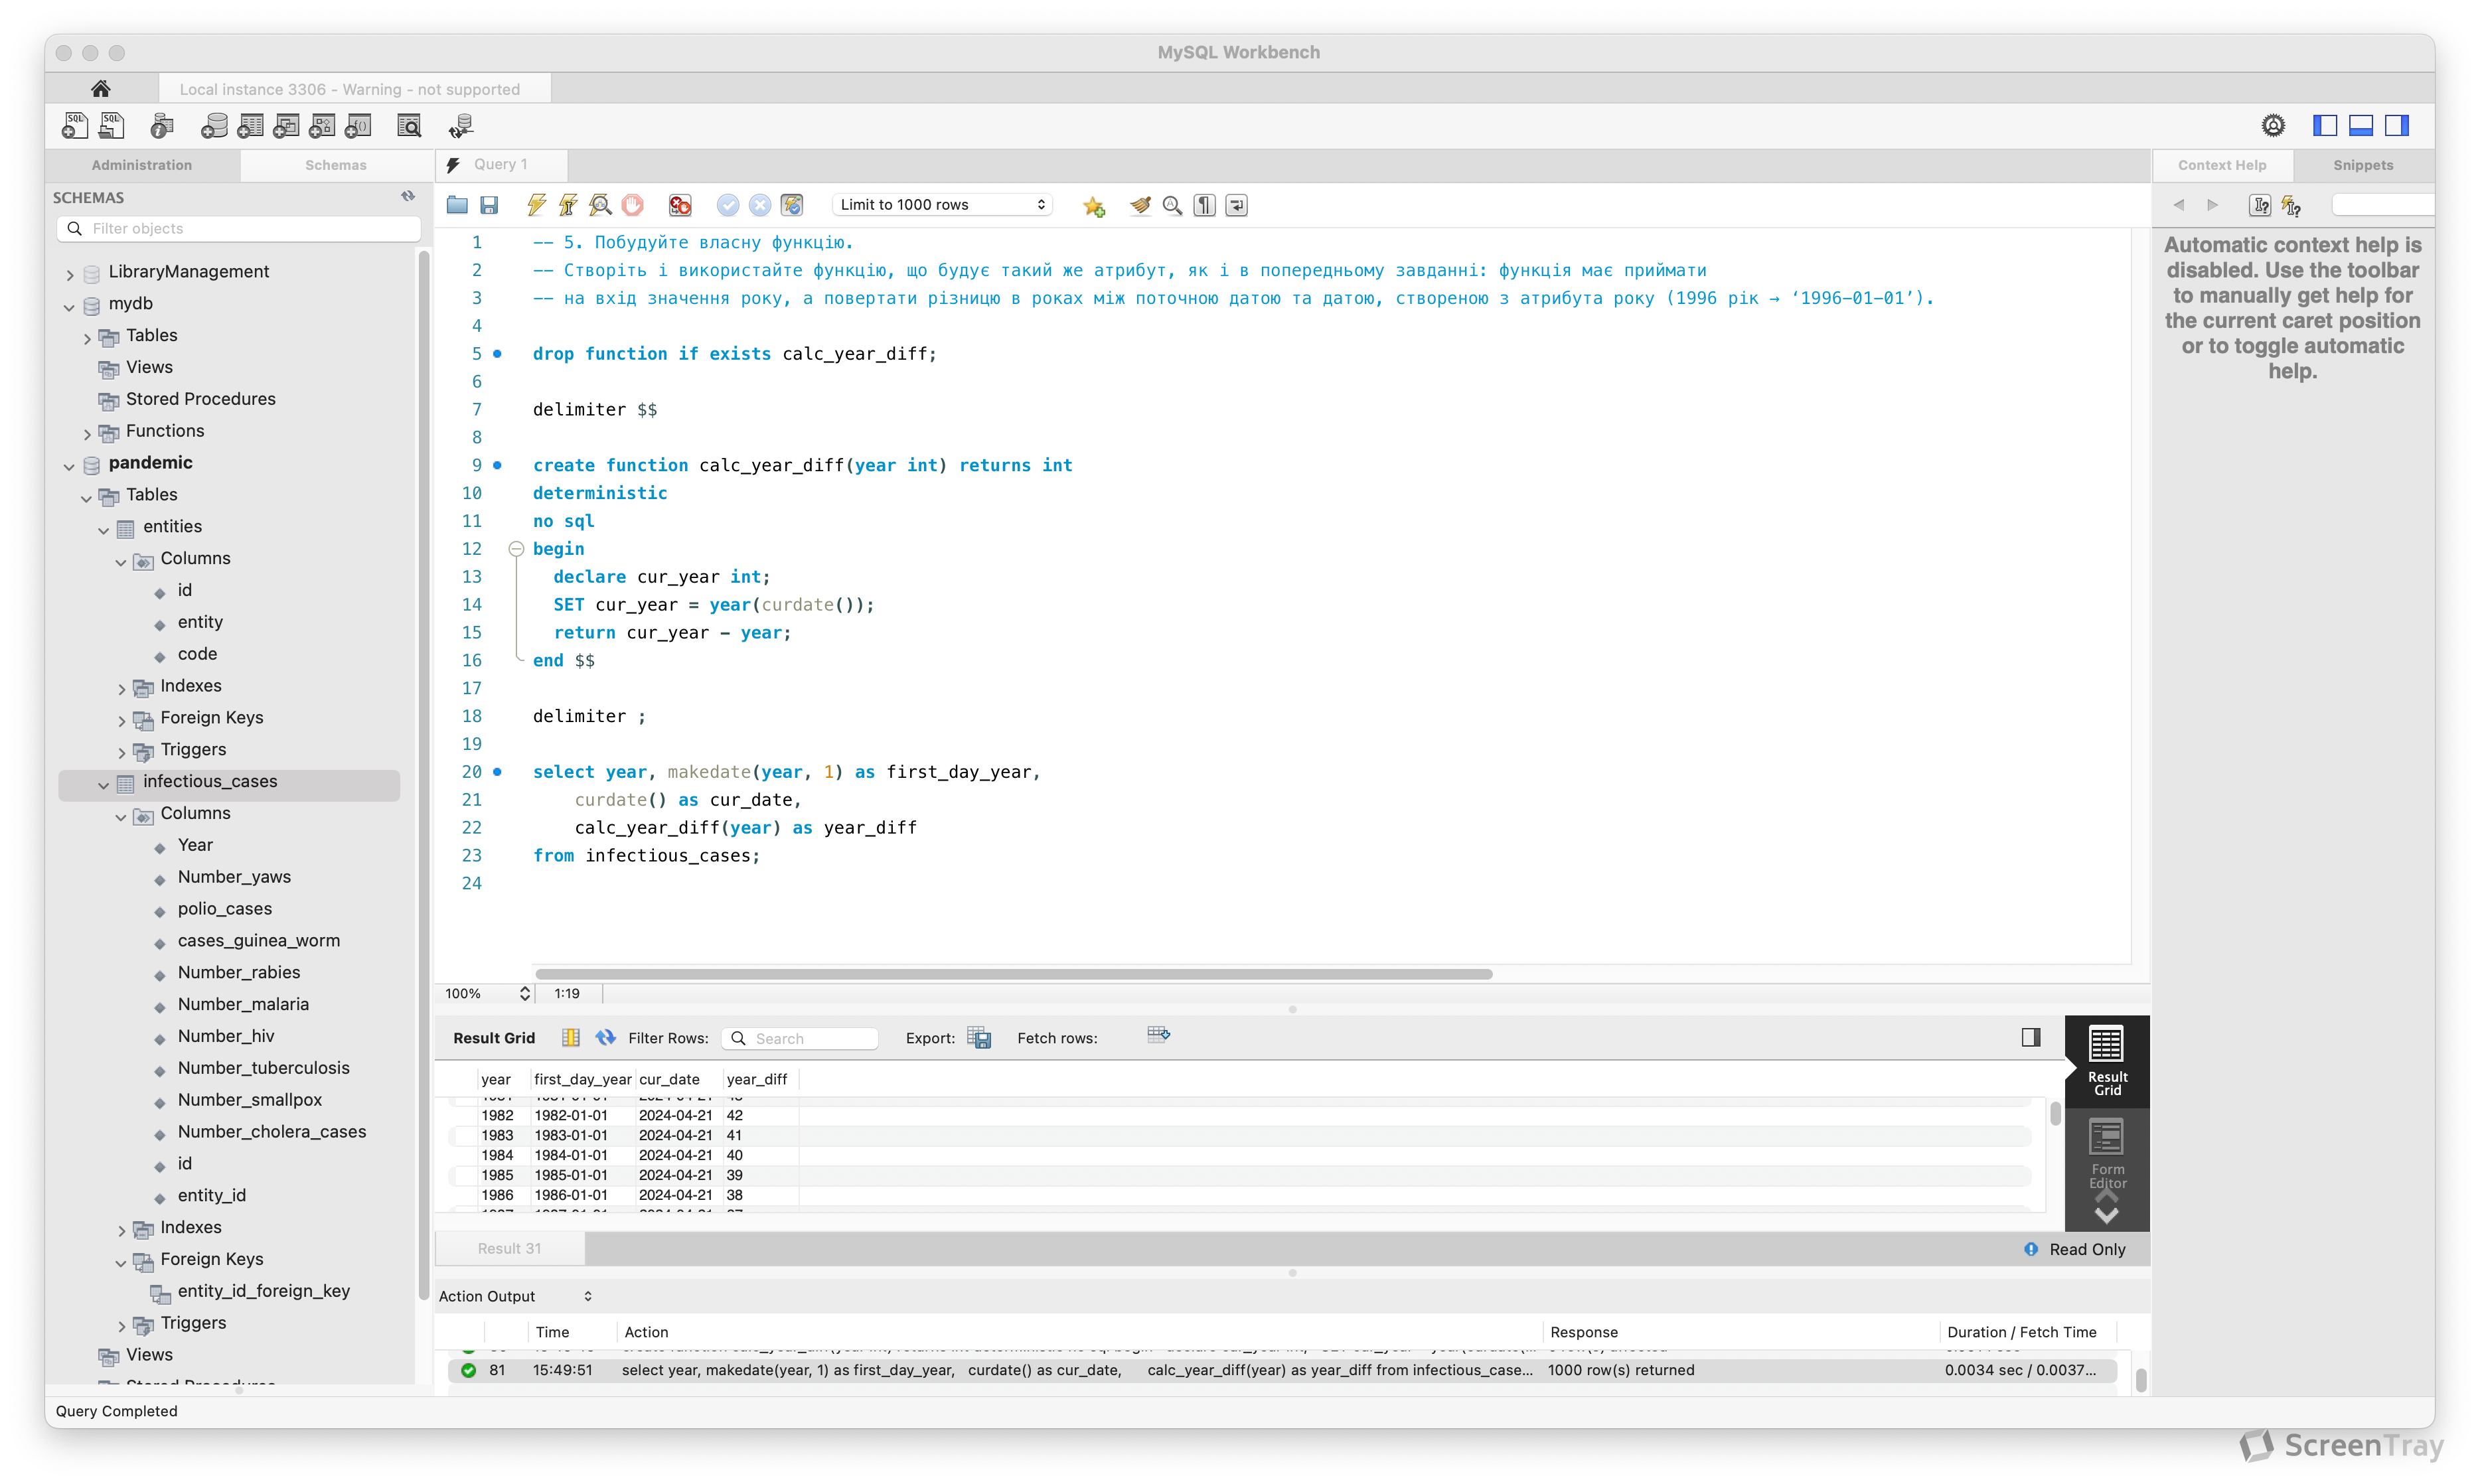 MySQL Workbench
Local instance 3306 - Warning - not supported
Administration
Schemas
Query 1
Context Help
Snippets
SCHEMAS
Filter objects
Limit to 1000 rows
LibraryManagement
mydb
Tables
Views
Stored Procedures
Functions
pandemic
Tables
entities
Columns
id
entity
code
Indexes
Foreign Keys
Triggers
infectious_cases
Columns
Year
Number_yaws
polio_cases
cases_guinea_worm
Number_rabies
Number_malaria
Number_hiv
Number_tuberculosis
Number_smallpox
Number_cholera_cases
id
entity_id
Indexes
Foreign Keys
entity_id_foreign_key
Triggers
Views
Stored Procedures
1 -- 5. Побудуйте власну функцію.
2 -- Створіть і використайте функцію, що будує такий же атрибут, як і в попередньому завданні: функція має приймати
3 -- на вхід значення року, а повертати різницю в роках між поточною датою та датою, створеною з атрибута року (1996 рік → ‘1996-01-01’).
4
5 drop function if exists calc_year_diff;
6
7 delimiter $$
8
9 create function calc_year_diff(year int) returns int
10 deterministic
11 no sql
12 begin
13 declare cur_year int;
14 SET cur_year = year(curdate());
15 return cur_year - year;
16 end $$
17
18 delimiter ;
19
20 select year, makedate(year, 1) as first_day_year,
21 curdate() as cur_date,
22 calc_year_diff(year) as year_diff
23 from infectious_cases;
24
Automatic context help is
disabled. Use the toolbar
to manually get help for
the current caret position
or to toggle automatic
help.
100% 1:19
Result Grid Filter Rows: Search Export: Fetch rows:
year first_day_year cur_date year_diff
1982 1982-01-01 2024-04-21 42
1983 1983-01-01 2024-04-21 41
1984 1984-01-01 2024-04-21 40
1985 1985-01-01 2024-04-21 39
1986 1986-01-01 2024-04-21 38
Result
Grid
Form
Editor
Result 31
Read Only
Action Output
Time Action Response Duration / Fetch Time
81 15:49:51 select year, makedate(year, 1) as first_day_year, curdate() as cur_date, calc_year_diff(year) as year_diff from infectious_case... 1000 row(s) returned 0.0034 sec / 0.0037...
Query Completed
ScreenTray